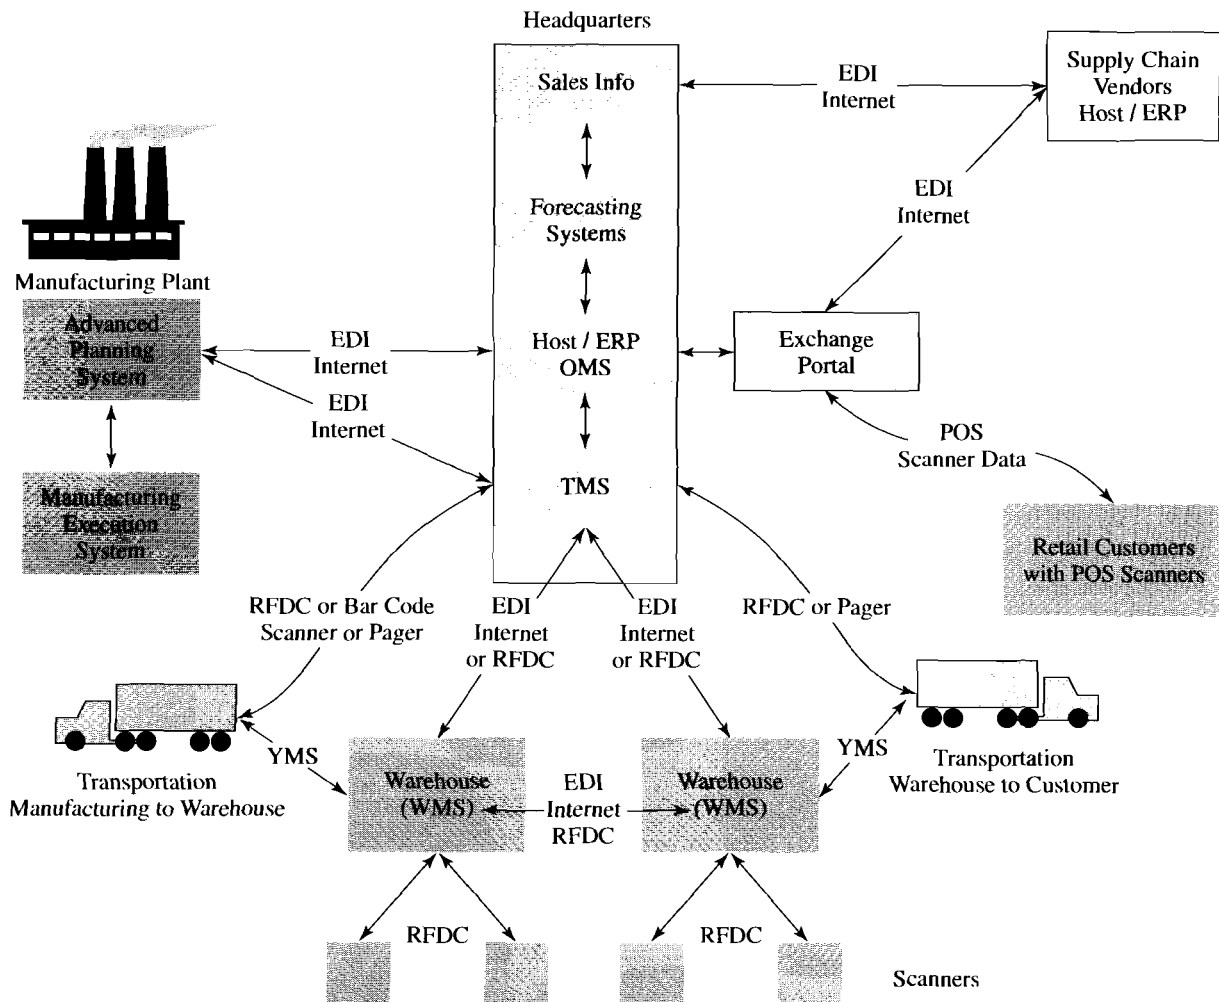 Headquarters
Sales Info
EDI
Internet
Supply Chain
Vendors
Host / ERP
EDI
Internet
Forecasting
Systems
Manufacturing Plant
Advanced
Planning
System
EDI
Internet
Host / ERP
OMS
Exchange
Portal
EDI
Internet
POS
Scanner Data
TMS
Manufacturing
Execution
System
Retail Customers
with POS Scanners
RFDC or Bar Code
Scanner or Pager
EDI
Internet
or RFDC
EDI
Internet
or RFDC
RFDC or Pager
YMS
YMS
Transportation
Manufacturing to Warehouse
Warehouse
(WMS)
EDI
Internet
RFDC
Warehouse
(WMS)
Transportation
Warehouse to Customer
RFDC
RFDC
Scanners